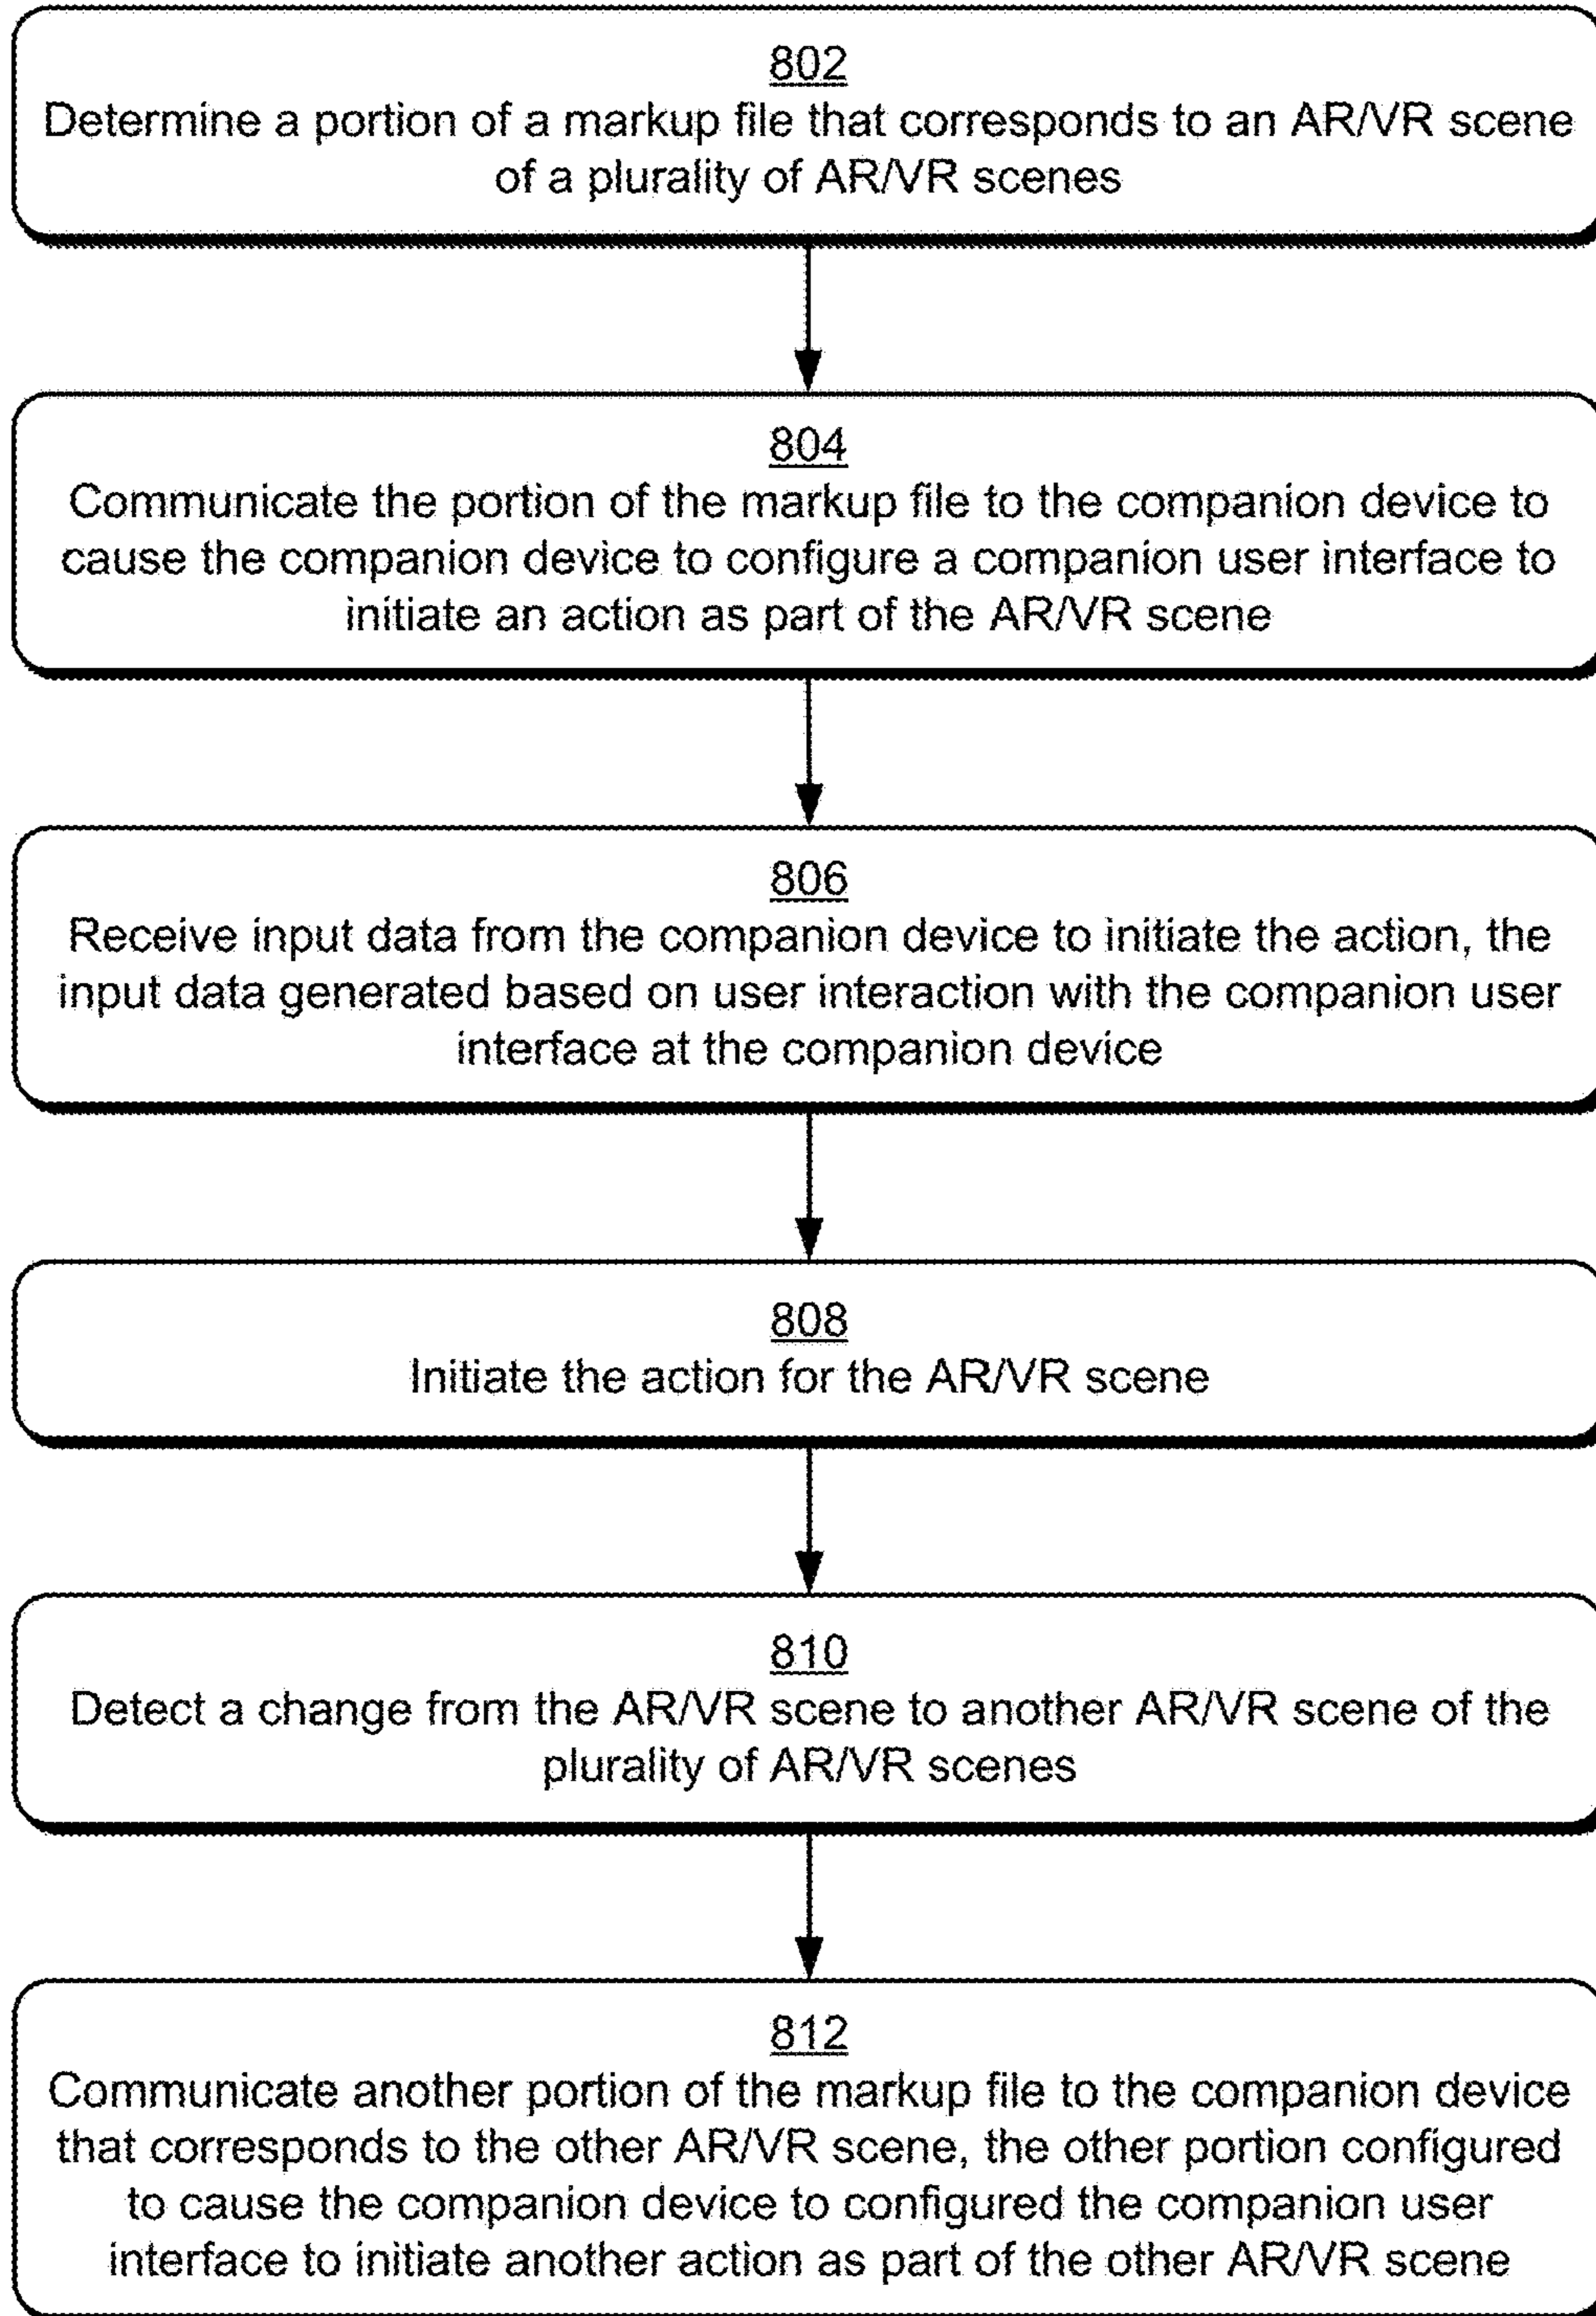 802
Determine a portion of a markup file that corresponds to an AR/VR scene
of a plurality of AR/VR scenes
804
Communicate the portion of the markup file to the companion device to
cause the companion device to configure a companion user interface to
initiate an action as part of the AR/VR scene
806
Receive input data from the companion device to initiate the action, the
input data generated based on user interaction with the companion user
interface at the companion device
808
Initiate the action for the AR/VR scene
810
Detect a change from the AR/VR scene to another AR/VR scene of the
plurality of AR/VR scenes
812
Communicate another portion of the markup file to the companion device
that corresponds to the other AR/VR scene, the other portion configured
to cause the companion device to configured the companion user
interface to initiate another action as part of the other AR/VR scene